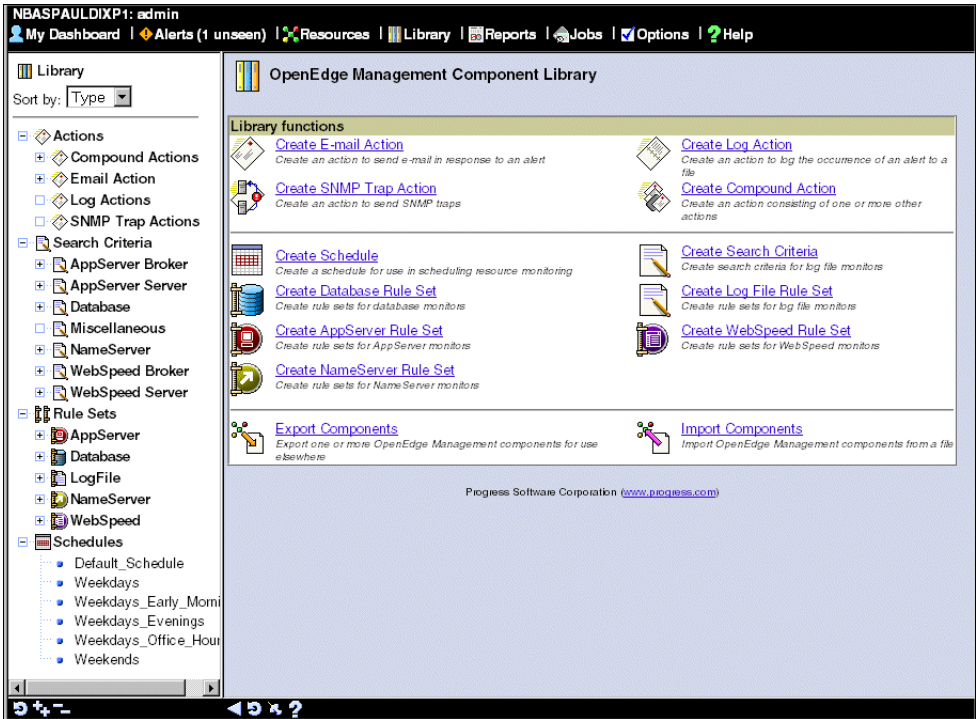 NBASPAULDIXP1: admin
My Dashboard | Alerts (1 unseen) | Resources | Library | Reports | Jobs | Options | Help
Library
Sort by: Type
Actions
Compound Actions
Email Action
Log Actions
SNMP Trap Actions
Search Criteria
AppServer Broker
AppServer Server
Database
Miscellaneous
NameServer
WebSpeed Broker
WebSpeed Server
Rule Sets
AppServer
Database
LogFile
NameServer
WebSpeed
Schedules
Default_Schedule
Weekdays
Weekdays_Early_Morni
Weekdays_Evenings
Weekdays_Office_Hour
Weekends
OpenEdge Management Component Library
Library functions
Create E-mail Action
Create an action to send e-mail in response to an alert
Create Log Action
Create an action to log the occurrence of an alert to a
file
Create SNMP Trap Action
Create an action to send SNMP traps
Create Compound Action
Create an action consisting of one or more other
actions
Create Schedule
Create a schedule for use in scheduling resource monitoring
Create Search Criteria
Create search criteria for log file monitors
Create Database Rule Set
Create rule sets for database monitors
Create Log File Rule Set
Create rule sets for log file monitors
Create AppServer Rule Set
Create rule sets for AppServer monitors
Create WebSpeed Rule Set
Create rule sets for WebSpeed monitors
Create NameServer Rule Set
Create rule sets for NameServer monitors
Export Components
Export one or more OpenEdge Management components for use
elsewhere
Import Components
Import OpenEdge Management components from a file
Progress Software Corporation (www.progress.com)